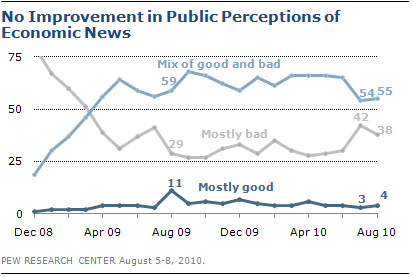 No Improvement in Public Perceptions of
Economic News
75
Mix of good and bad
59
54
55
50
42
38
Mostly bad
29
25
11
Mostly good
3
4
0
Dec 08
Apr 09
Aug 09
Dec 09
Apr 10
Aug 10
PEW RESEARCH CENTER August 5-8, 2010.